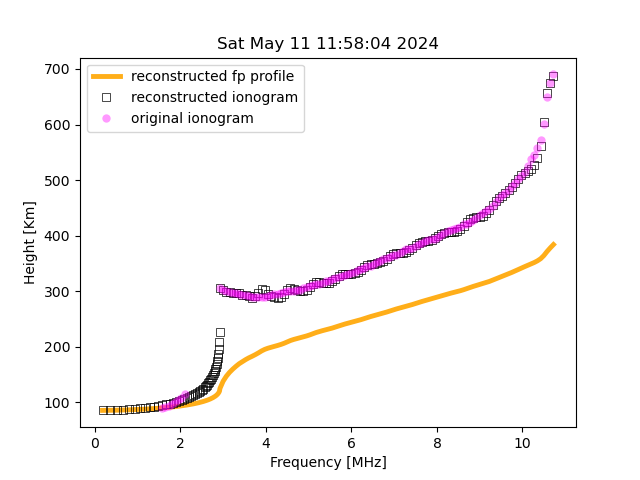 Sat May 11 11:58:04 2024
reconstructed fp profile
reconstructed ionogram
original ionogram
Height [Km]
700
600
500
400
300
200
100
0 2 4 6 8 10
Frequency [MHz]